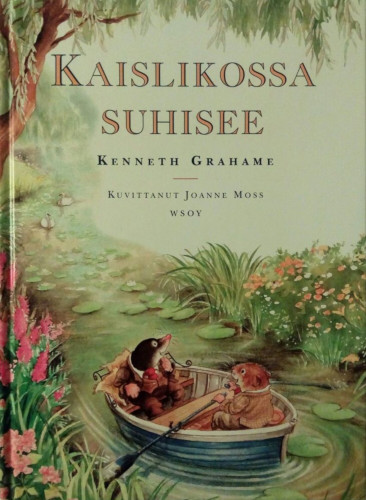 KAISLIKOSSA
SUHISEE
KENNETH GRAHAME
KUVITTANUT JOANNE MOSS
WSOY